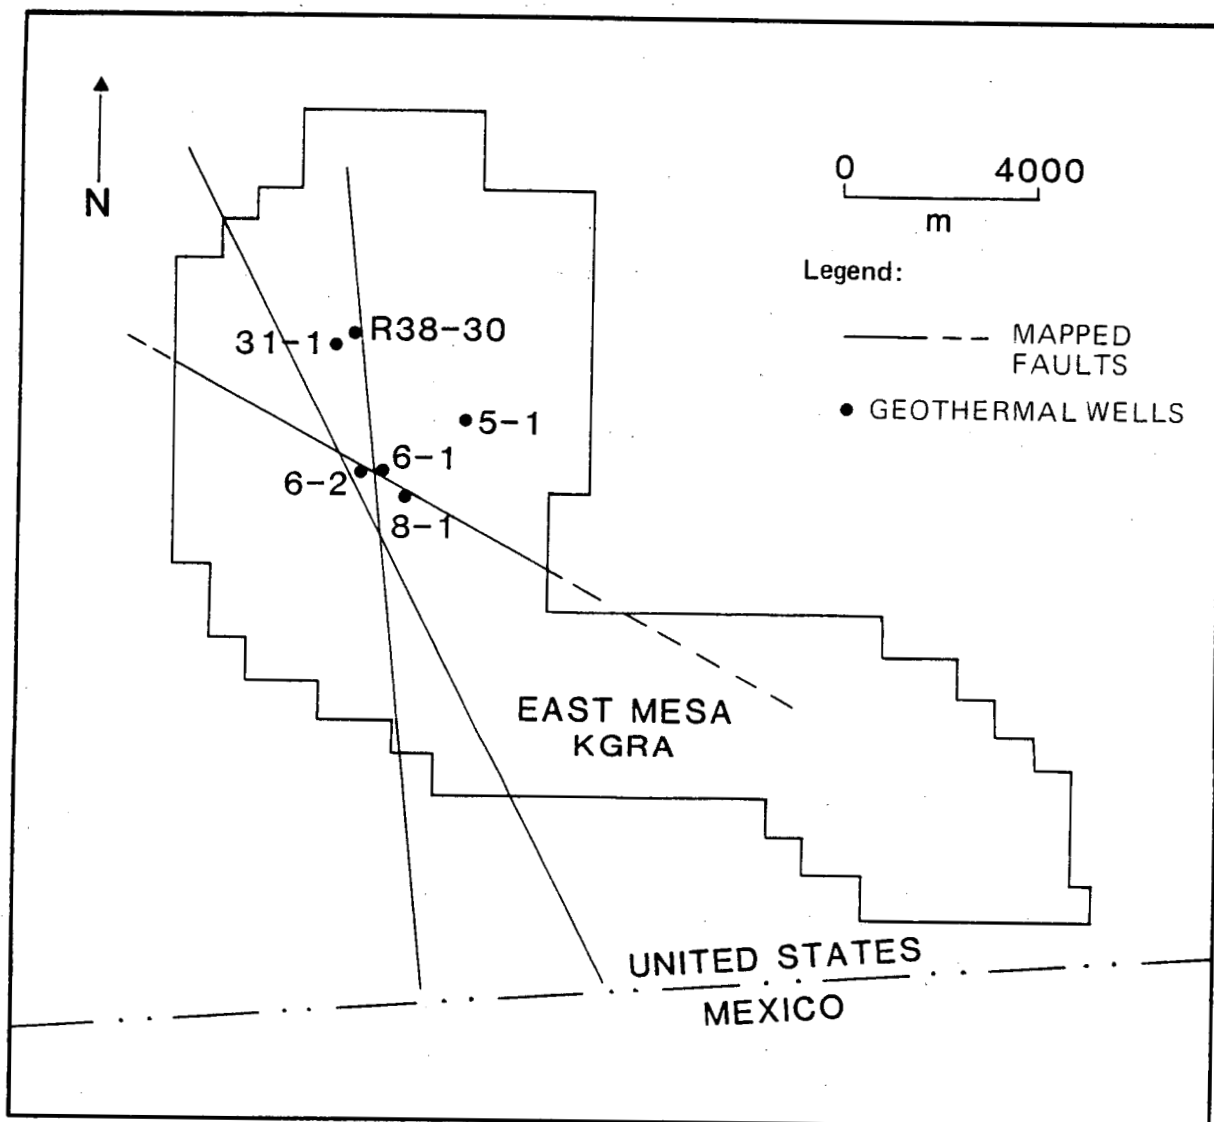 N
0 4000
m
Legend:
MAPPED
FAULTS
GEOTHERMAL WELLS
R38-30
31-1
5-1
6-1
6-2
8-1
EAST MESA
KGRA
UNITED STATES
MEXICO